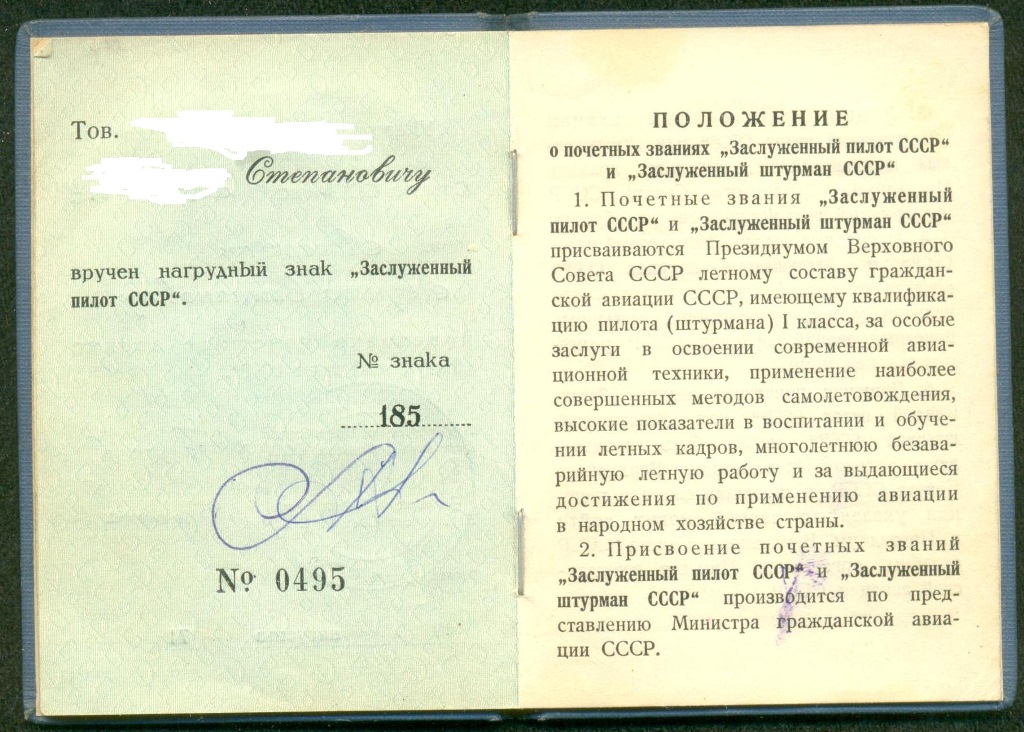 Тов.
Степановичу
вручен нагрудный знак „Заслуженный
пилот СССР“.
№ знака
185
№ 0495
ПОЛОЖЕНИЕ
о почетных званиях „Заслуженный пилот СССР“
и „Заслуженный штурман СССР“
1. Почетные звания „Заслуженный
пилот СССР“ и „Заслуженный штурман СССР“
присваиваются Президиумом Верховного
Совета СССР летному составу граждан-
ской авиации СССР, имеющему квалифика-
цию пилота (штурмана) I класса, за особые
заслуги в освоении современной авиа-
ционной техники, применение наиболее
совершенных методов самолетовождения,
высокие показатели в воспитании и обуче-
нии летных кадров, многолетнюю безава-
рийную летную работу и за выдающиеся
достижения по применению авиации
в народном хозяйстве страны.
2. Присвоение почетных званий
„Заслуженный пилот СССР“ и „Заслуженный
штурман СССР“ производится по пред-
ставлению Министра гражданской авиа-
ции СССР.